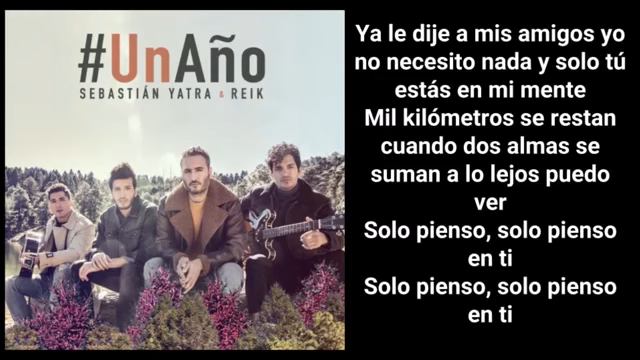 #UnAño
SEBASTIÁN YATRA & REIK
Ya le dije a mis amigos yo
no necesito nada y solo tú
estás en mi mente
Mil kilómetros se restan
cuando dos almas se
suman a lo lejos puedo
ver
Solo pienso, solo pienso
en ti
Solo pienso, solo pienso
en ti